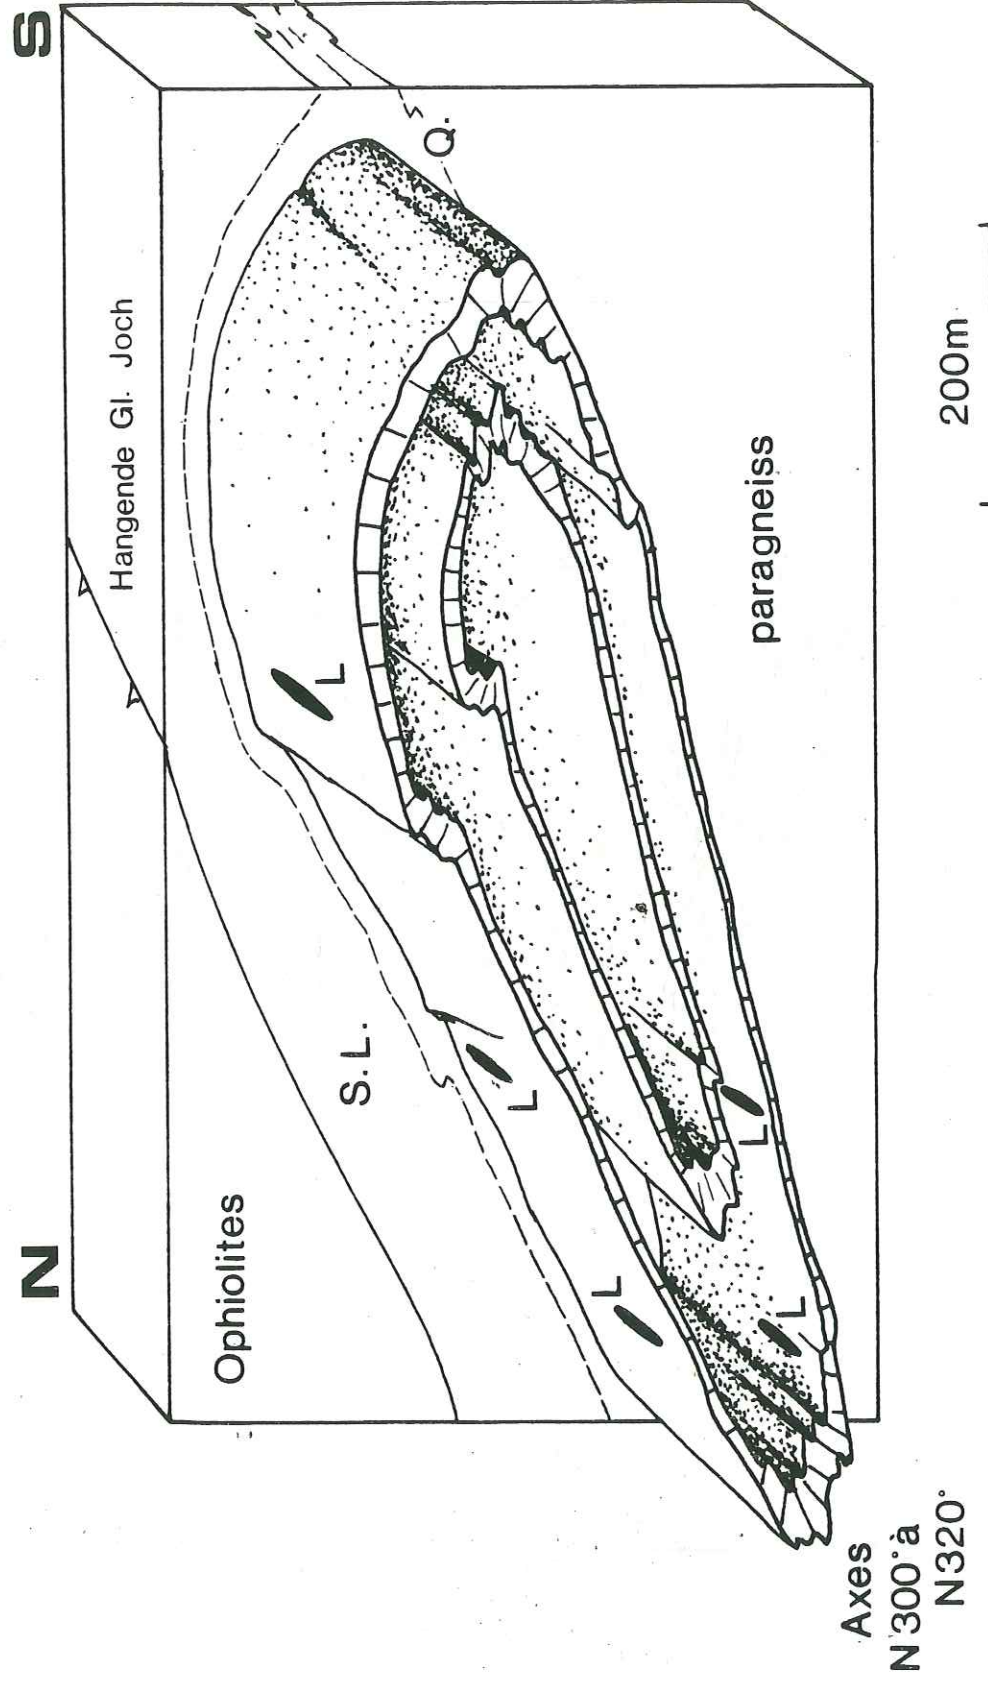 N
S
Ophiolites
Hangende Gl. Joch
S.L.
L
L
L
L
L
Q.
paragneiss
Axes
N300° à
N320°
200m